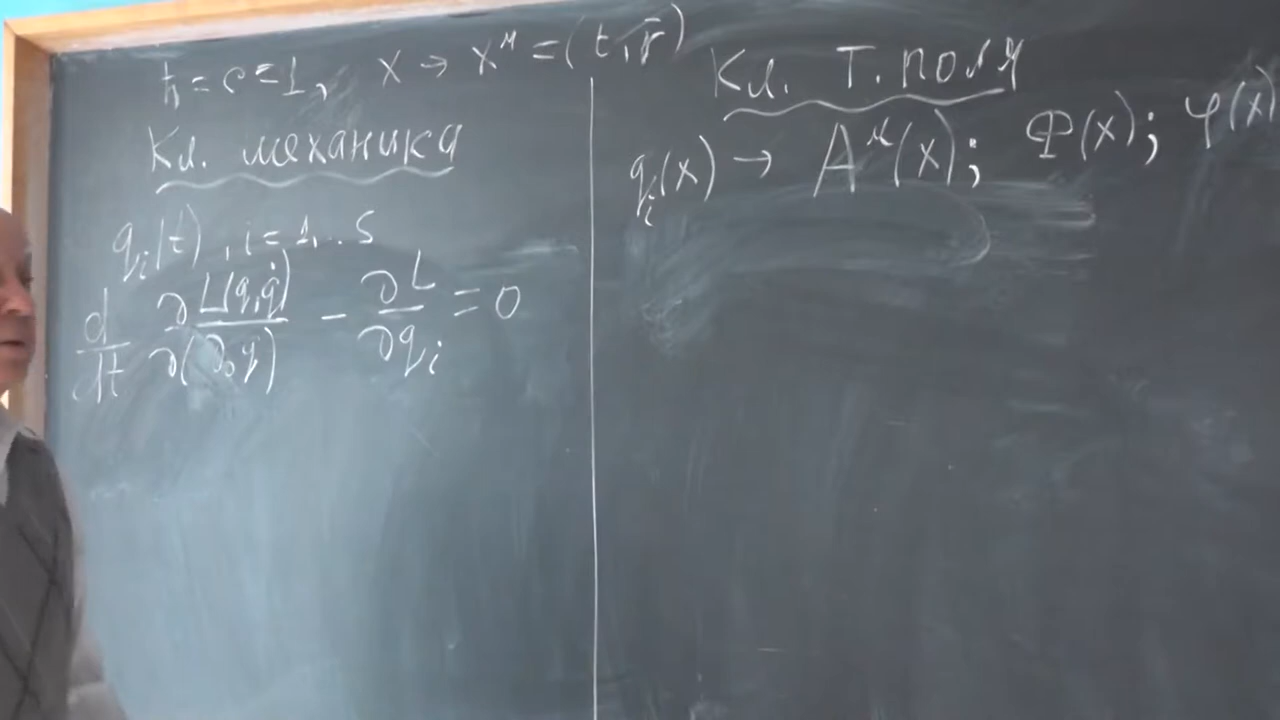 ħ = c = 1, x → x^μ = (t, r̄)
Кл. механика
q_i(t), i = 1,..s
d/dt ∂L(q,q̇)/∂(∂₀q) − ∂L/∂q_i = 0
Кл. Т. поля
q_i(x) → A^μ(x); Φ(x); φ(x)